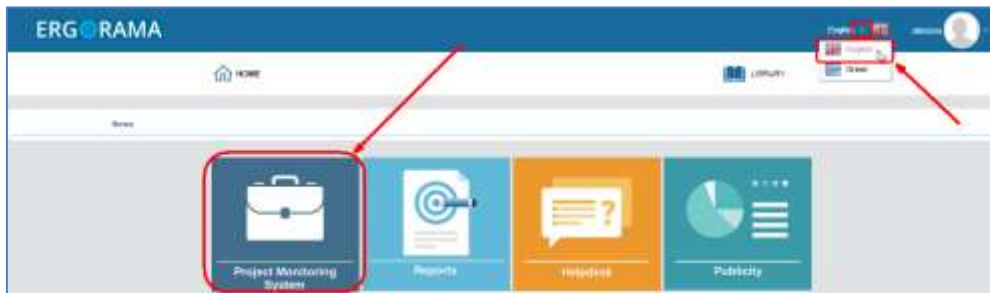 ERGORAMA
English
English
Greek
HOME
LIBRARY
Project Monitoring
System
Reports
Helpdesk
Publicity
?